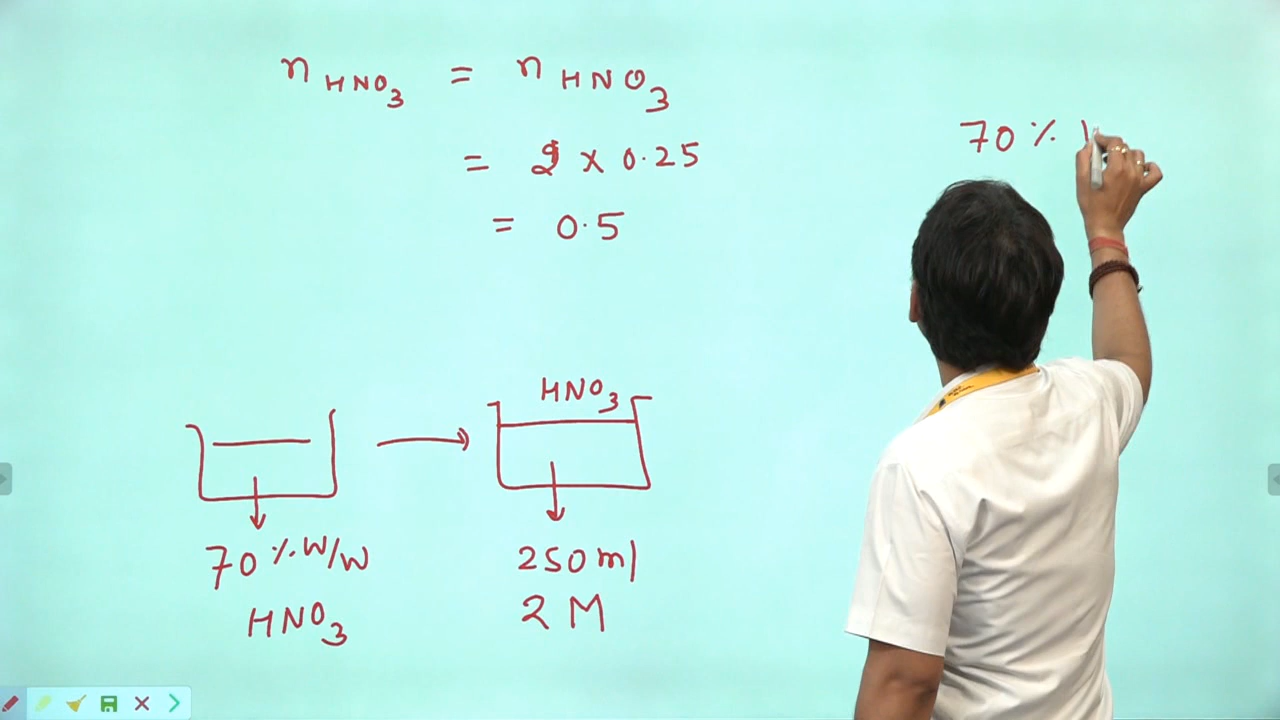 n HNO3 = n HNO3
= 2 × 0.25
= 0.5
70 %
HNO3
70 % W/W
HNO3
250 ml
2 M